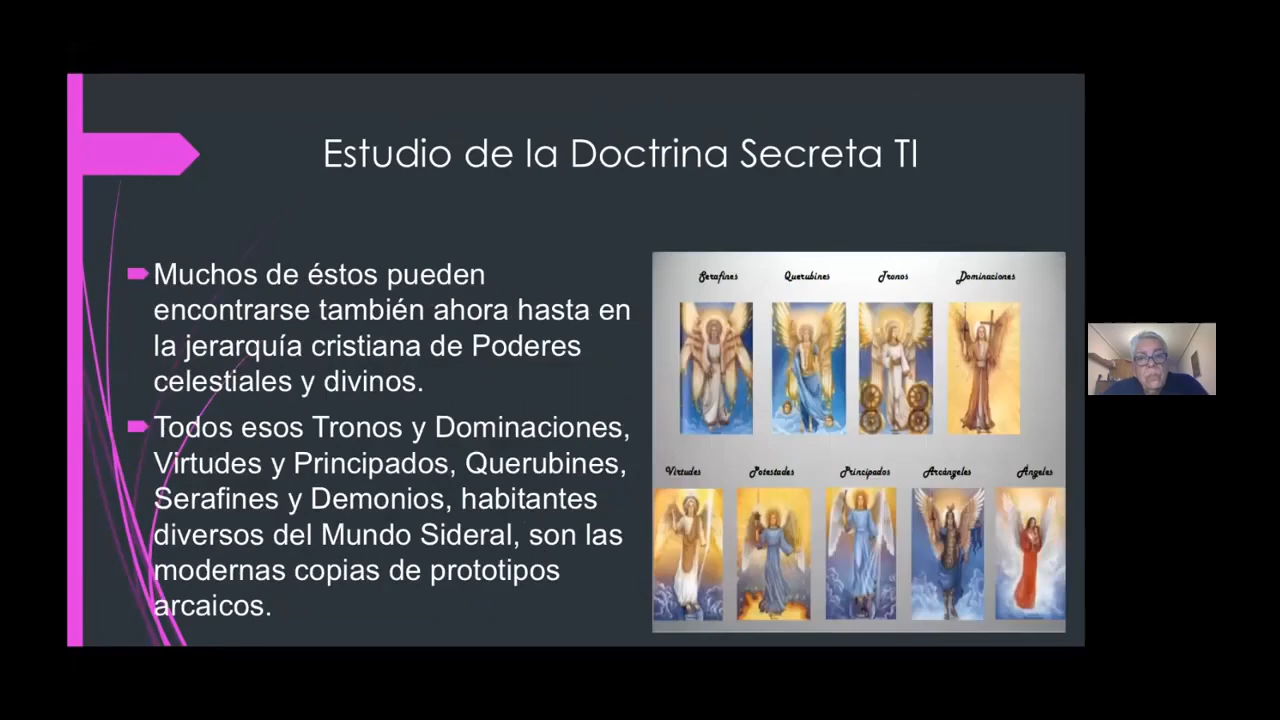 Estudio de la Doctrina Secreta TI
Muchos de éstos pueden
encontrarse también ahora hasta en
la jerarquía cristiana de Poderes
celestiales y divinos.
Todos esos Tronos y Dominaciones,
Virtudes y Principados, Querubines,
Serafines y Demonios, habitantes
diversos del Mundo Sideral, son las
modernas copias de prototipos
arcaicos.
Serafines Querubines Tronos Dominaciones
Virtudes Potestades Principados Arcángeles Ángeles